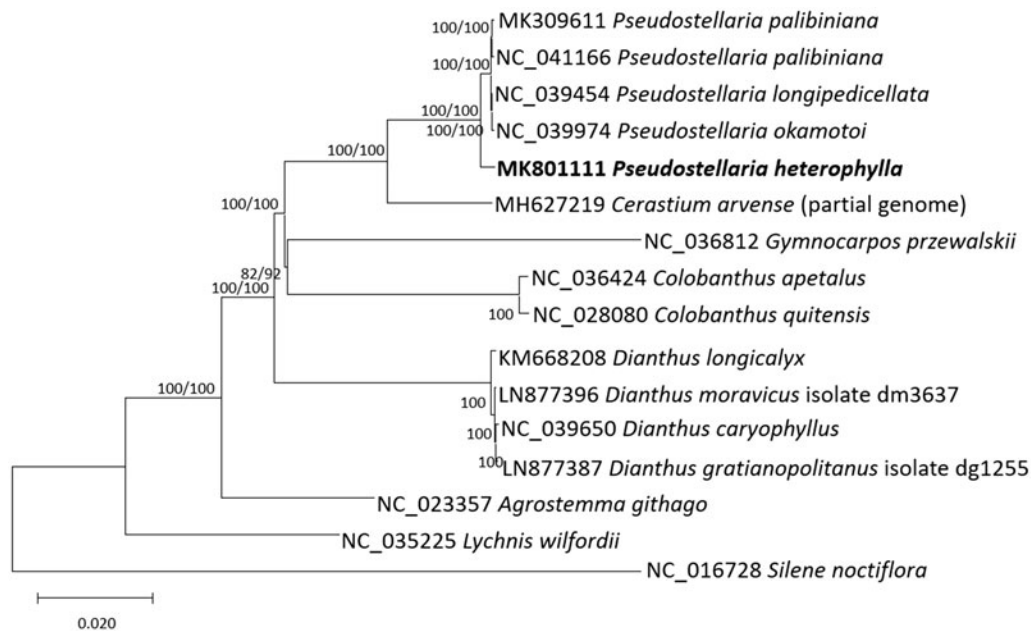 MK309611 Pseudostellaria palibiniana
100/100
NC_041166 Pseudostellaria palibiniana
100/100
NC_039454 Pseudostellaria longipedicellata
100/100
100/100
NC_039974 Pseudostellaria okamotoi
100/100
MK801111 Pseudostellaria heterophylla
100/100
MH627219 Cerastium arvense (partial genome)
NC_036812 Gymnocarpos przewalskii
82/92
100/100
NC_036424 Colobanthus apetalus
100
NC_028080 Colobanthus quitensis
KM668208 Dianthus longicalyx
100/100
LN877396 Dianthus moravicus isolate dm3637
100
NC_039650 Dianthus caryophyllus
100
100
LN877387 Dianthus gratianopolitanus isolate dg1255
NC_023357 Agrostemma githago
NC_035225 Lychnis wilfordii
NC_016728 Silene noctiflora
0.020